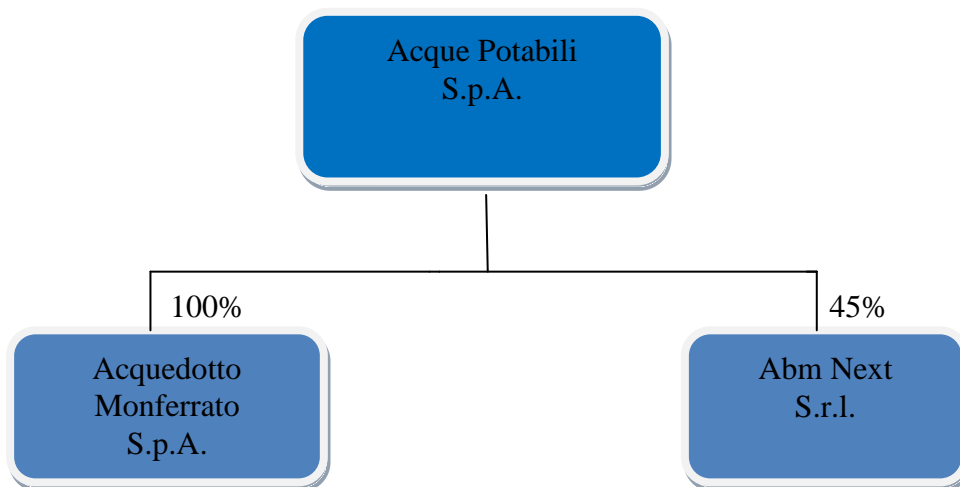 Acque Potabili
S.p.A.
100%
45%
Acquedotto
Monferrato
S.p.A.
Abm Next
S.r.l.